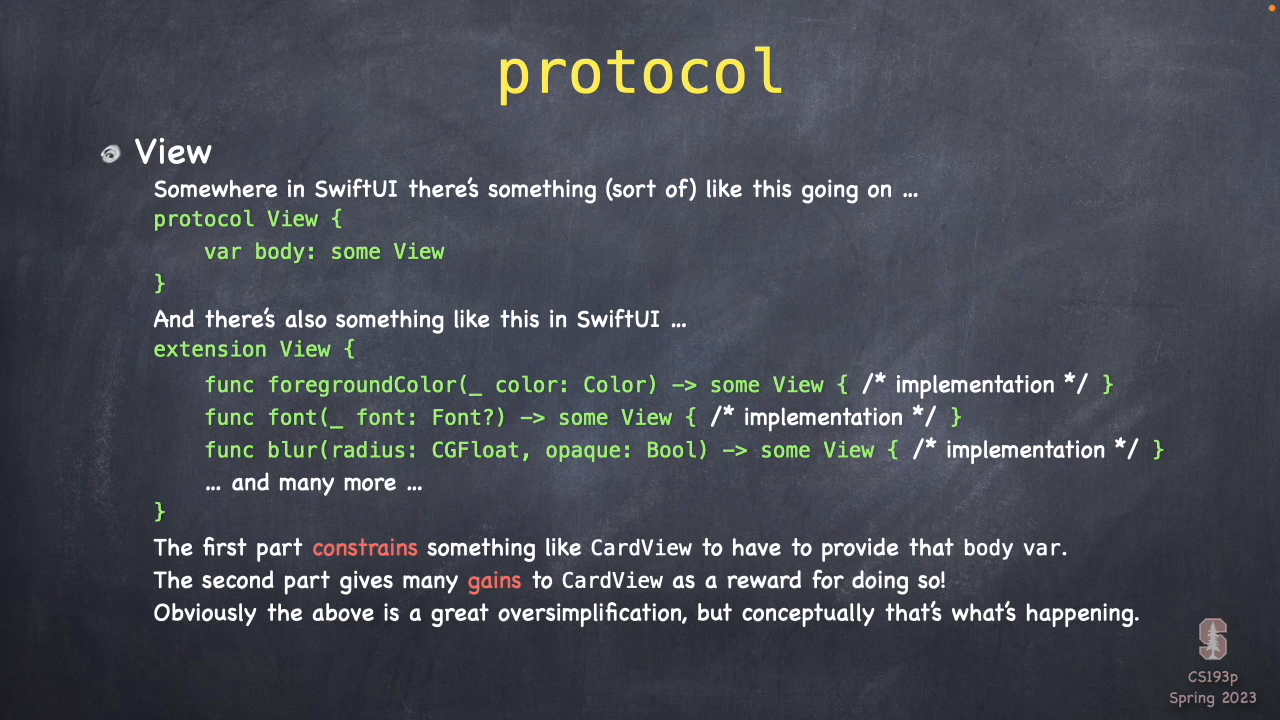 protocol
View
Somewhere in SwiftUI there's something (sort of) like this going on …
protocol View {
    var body: some View
}
And there's also something like this in SwiftUI …
extension View {
    func foregroundColor(_ color: Color) -> some View { /* implementation */ }
    func font(_ font: Font?) -> some View { /* implementation */ }
    func blur(radius: CGFloat, opaque: Bool) -> some View { /* implementation */ }
    … and many more …
}
The first part constrains something like CardView to have to provide that body var.
The second part gives many gains to CardView as a reward for doing so!
Obviously the above is a great oversimplification, but conceptually that's what's happening.
S
CS193p
Spring 2023